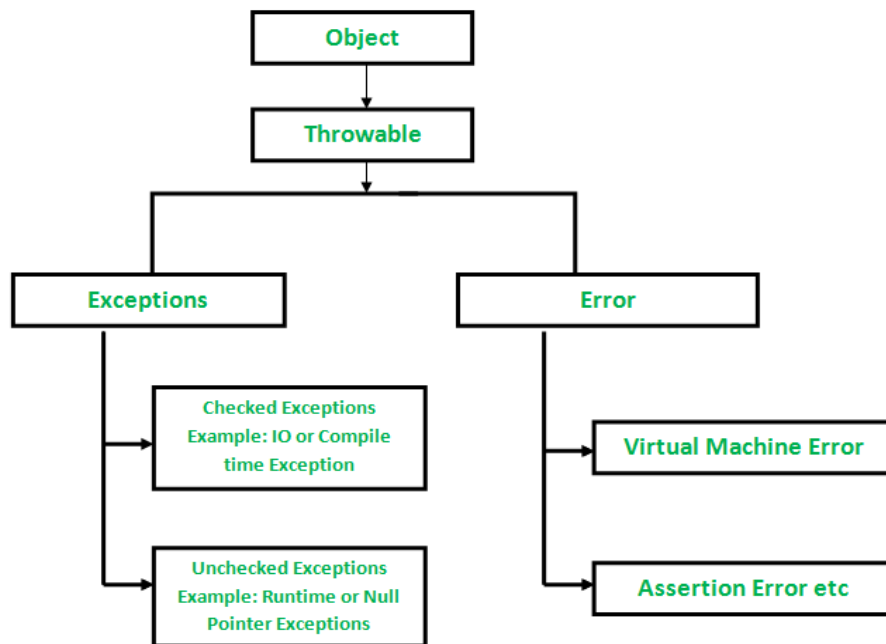 Object
Throwable
Exceptions
Error
Checked Exceptions
Example: IO or Compile
time Exception
Virtual Machine Error
Unchecked Exceptions
Example: Runtime or Null
Pointer Exceptions
Assertion Error etc